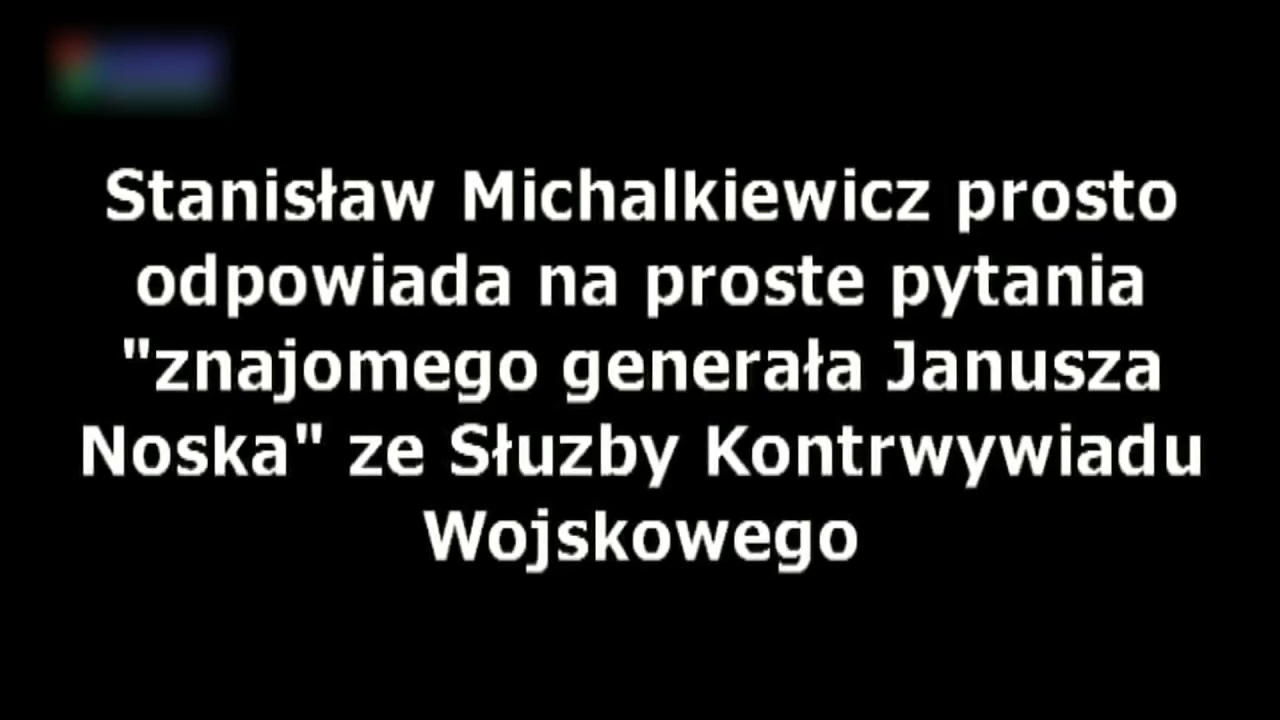 Stanisław Michalkiewicz prosto
odpowiada na proste pytania
"znajomego generała Janusza
Noska" ze Słuzby Kontrwywiadu
Wojskowego